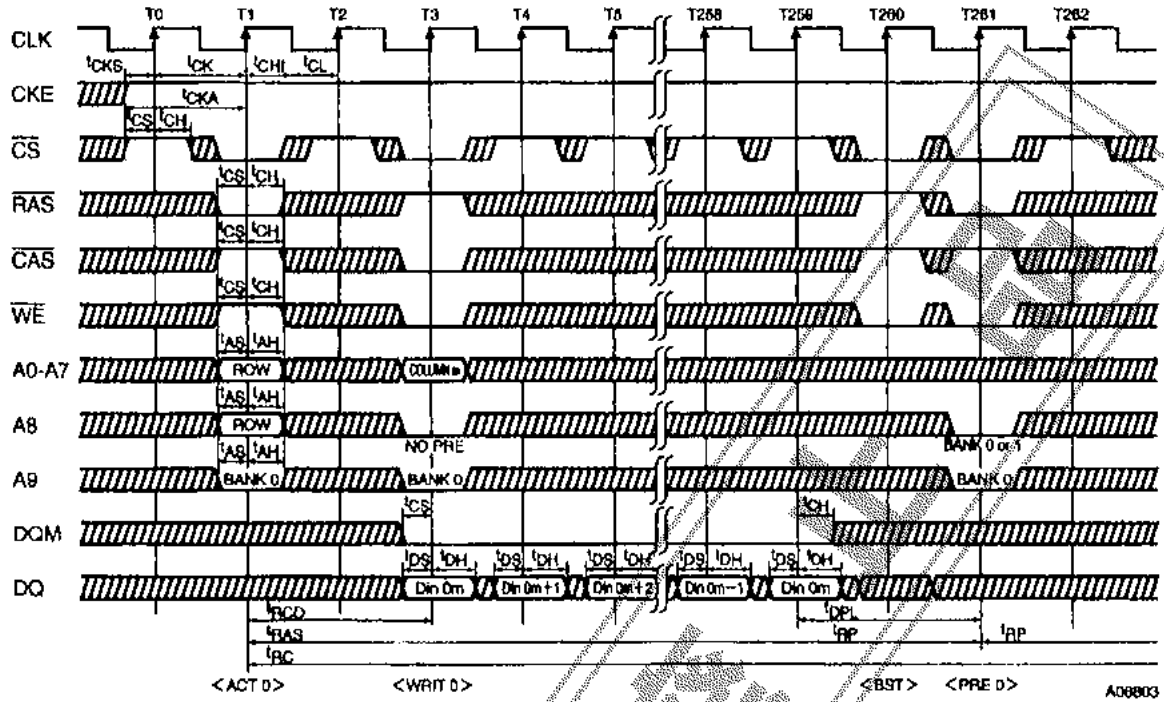 T0 T1 T2 T3 T4 T5 T258 T259 T260 T261 T262
CLK
tCKS tCK tCHI tCL
CKE
tCKA
tCS tCH
CS
tCS tCH
RAS
tCS tCH
CAS
tCS tCH
WE
tAS tAH
A0-A7 ROW COLUMN m
tAS tAH
A8 ROW
NO PRE BANK 0 or 1
tAS tAH
A9 BANK 0 BANK 0 BANK 0
tCS tCH
DQM
tDS tDH tDS tDH tDS tDH tDS tDH tDS tDH
DQ Din 0m Din 0m+1 Din 0m+2 Din 0m-1 Din 0m
tRCD tDPL
tRAS tRP tRP
tRC
<ACT 0> <WRIT 0> <BST> <PRE 0>
A06803